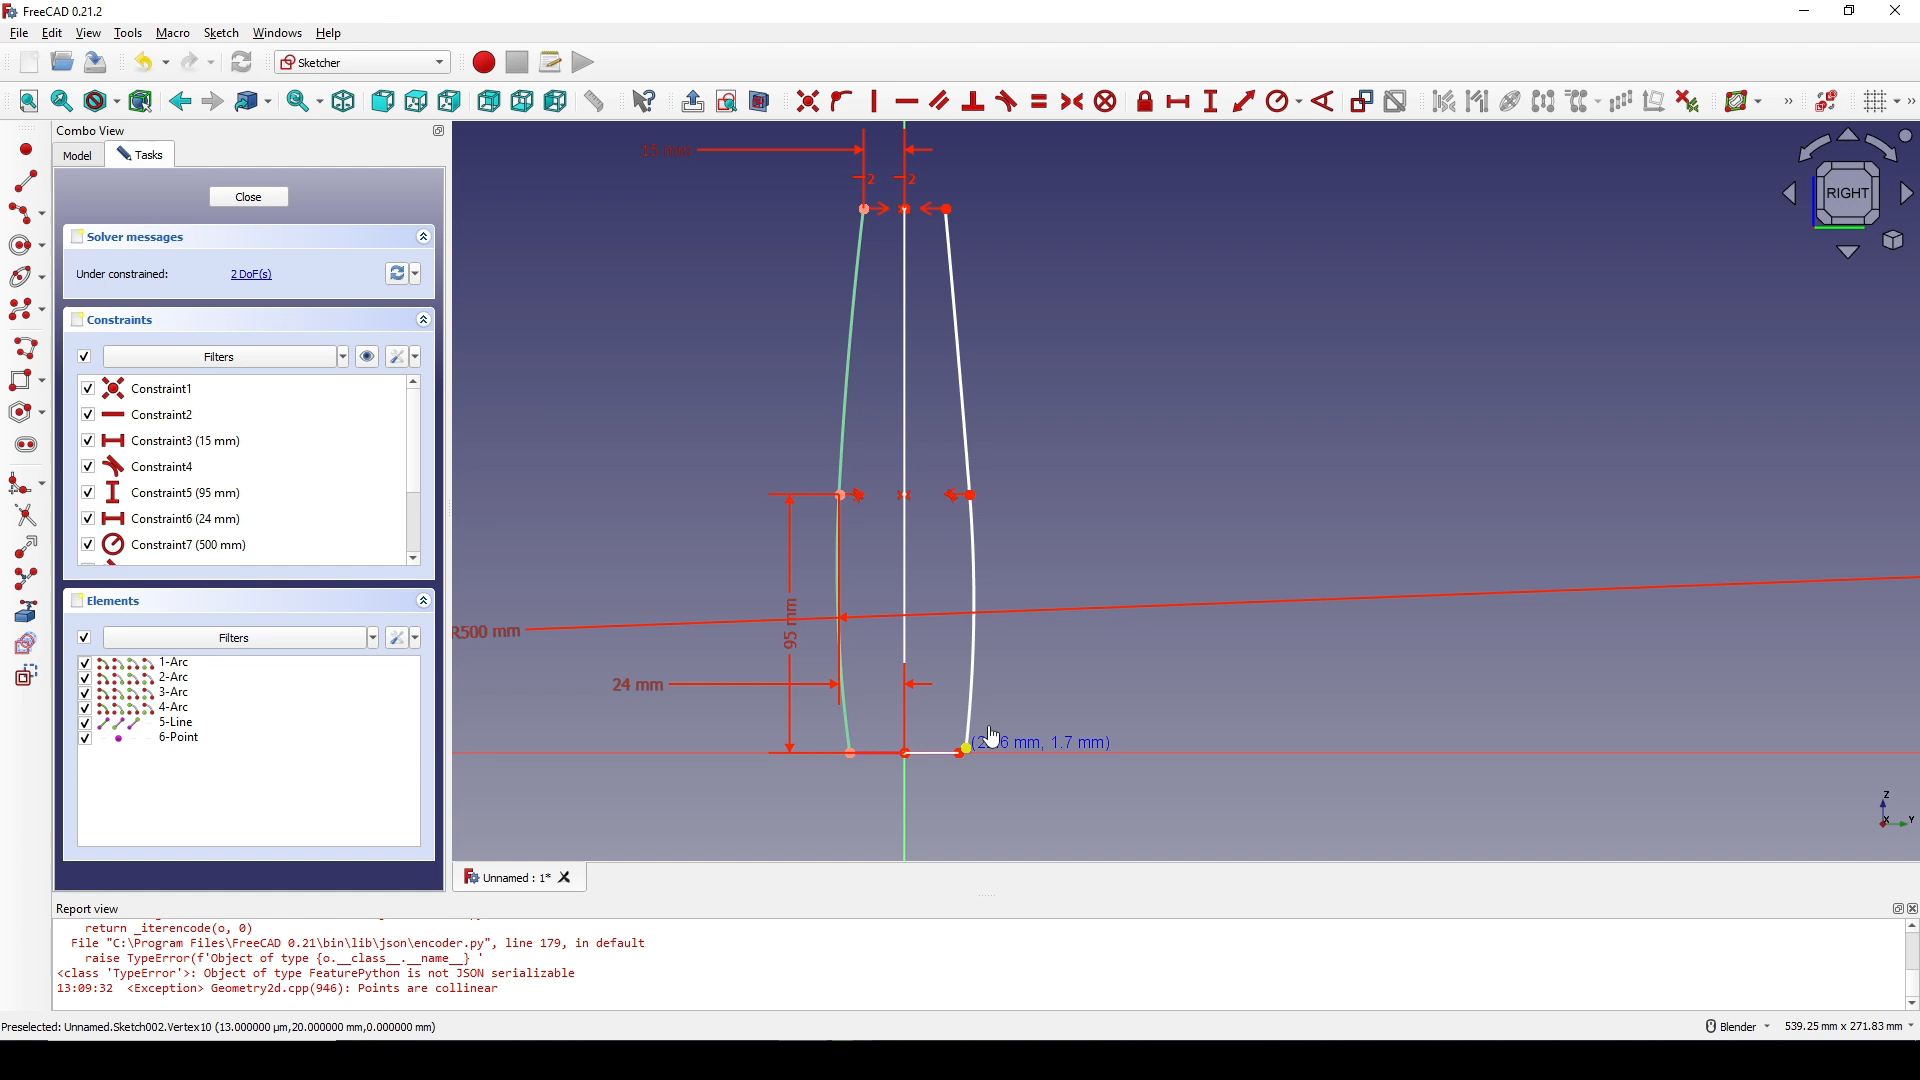 FreeCAD 0.21.2
File Edit View Tools Macro Sketch Windows Help
Sketcher
Combo View
Model Tasks
Close
Solver messages
Under constrained: 2 DoF(s)
Constraints
Filters
Constraint1
Constraint2
Constraint3 (15 mm)
Constraint4
Constraint5 (95 mm)
Constraint6 (24 mm)
Constraint7 (500 mm)
Elements
Filters
1-Arc
2-Arc
3-Arc
4-Arc
5-Line
6-Point
15 mm
2 2
RIGHT
R500 mm
95 mm
24 mm
6 mm, 1.7 mm)
Z
X Y
Unnamed : 1*
Report view
return _iterencode(o, 0)
File "C:\Program Files\FreeCAD 0.21\bin\lib\json\encoder.py", line 179, in default
raise TypeError(f'Object of type {o.__class__.__name__} '
<class 'TypeError'>: Object of type FeaturePython is not JSON serializable
13:09:32 <Exception> Geometry2d.cpp(946): Points are collinear
Preselected: Unnamed.Sketch002.Vertex10 (13.000000 µm,20.000000 mm,0.000000 mm)
Blender 539.25 mm x 271.83 mm